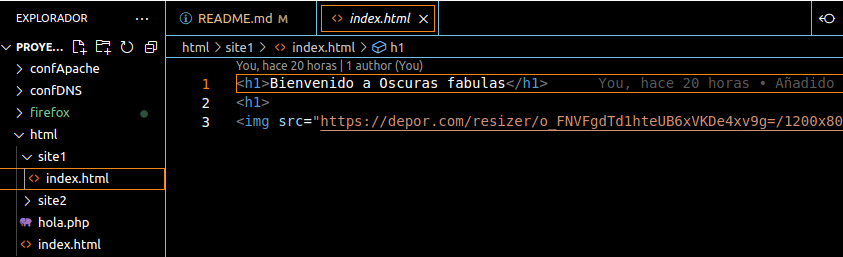 EXPLORADOR
PROYE...
confApache
confDNS
firefox
html
site1
<> index.html
site2
hola.php
<> index.html
README.md M
<> index.html ×
html > site1 > <> index.html > h1
You, hace 20 horas | 1 author (You)
1 <h1>Bienvenido a Oscuras fabulas</h1> You, hace 20 horas • Añadido
2 <h1>
3 <img src="https://depor.com/resizer/o_FNVFgdTd1hteUB6xVKDe4xv9g=/1200x80